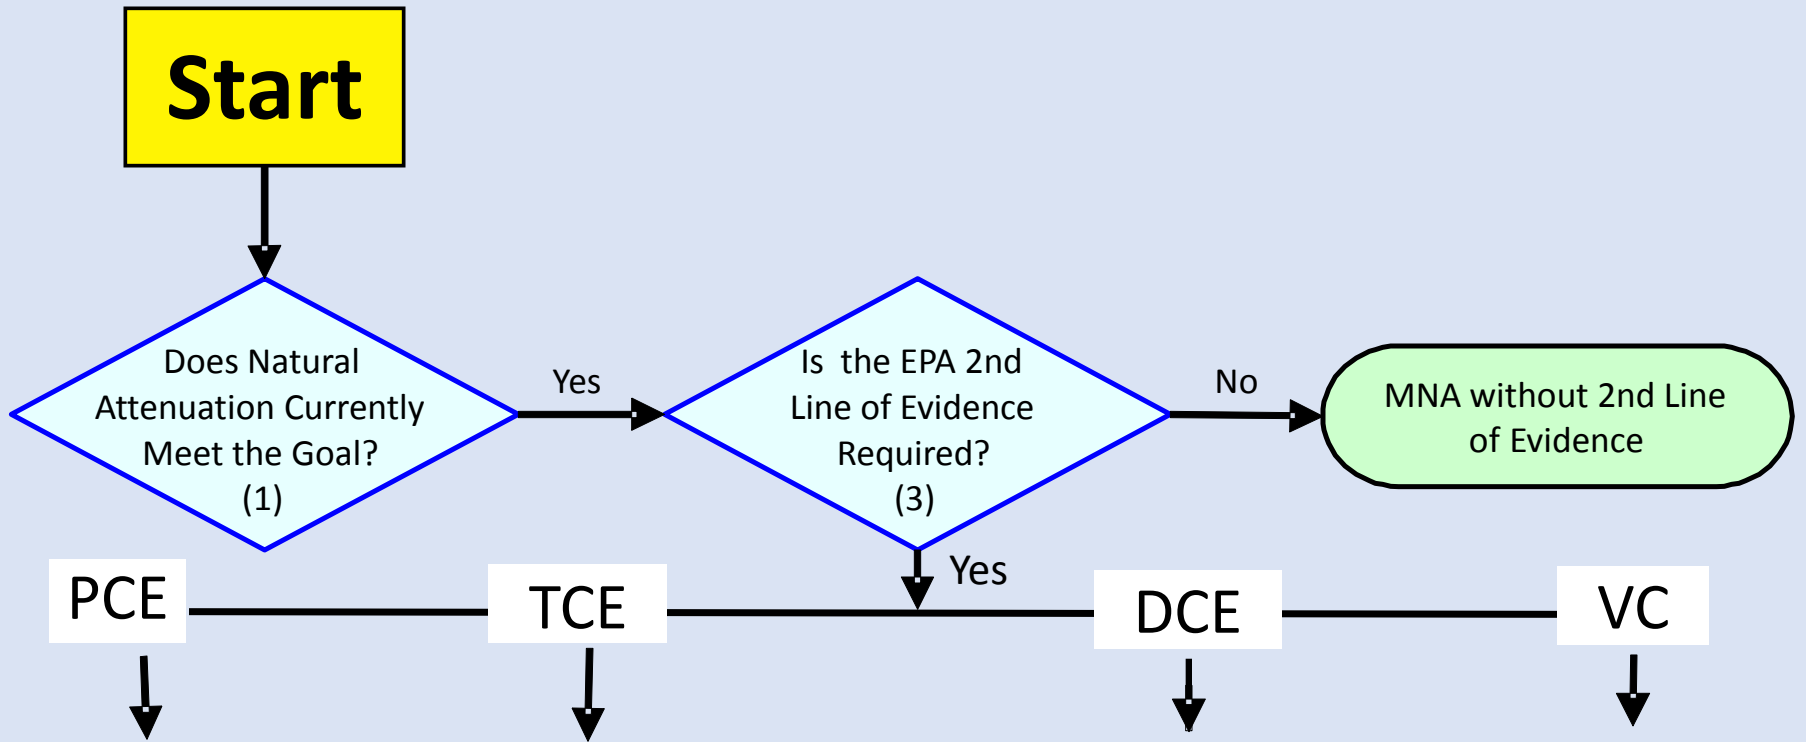 Start
Does Natural
Attenuation Currently
Meet the Goal?
(1)
Yes
Is the EPA 2nd
Line of Evidence
Required?
(3)
No
MNA without 2nd Line
of Evidence
Yes
PCE
TCE
DCE
VC